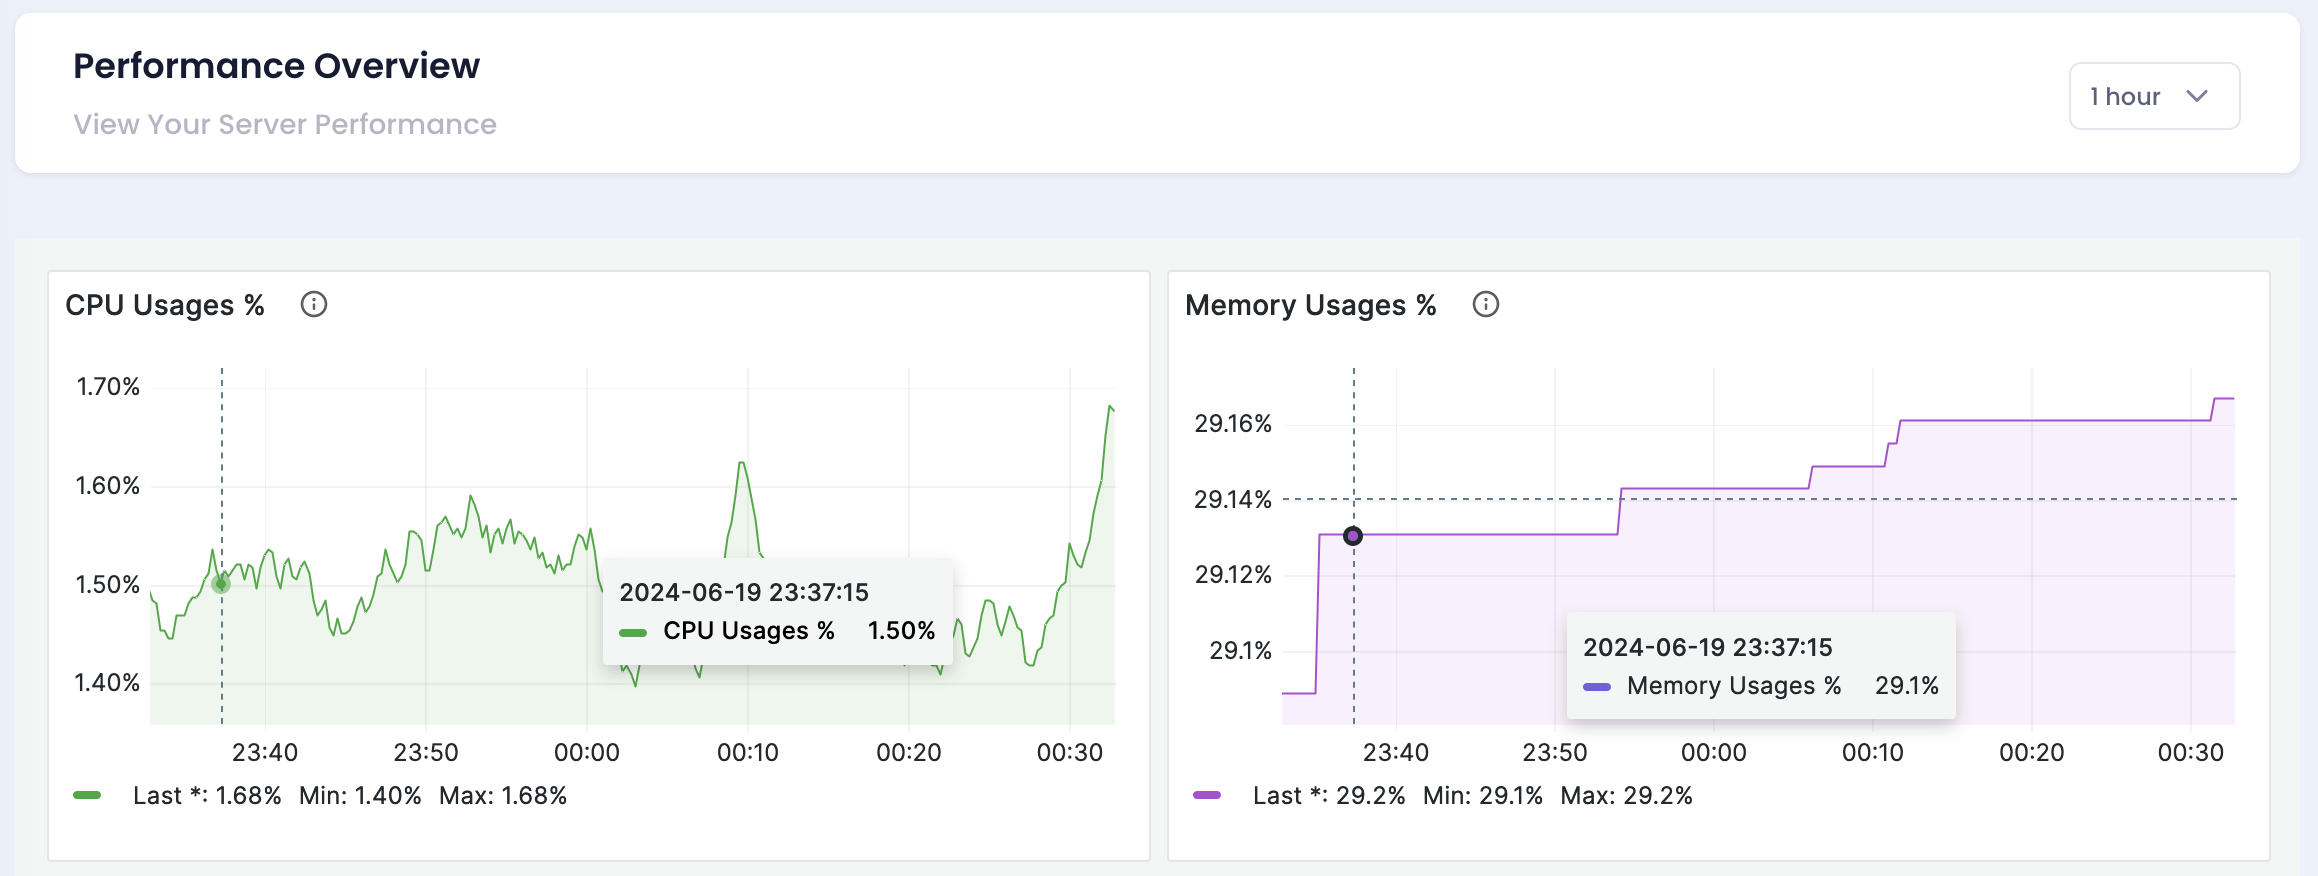 Performance Overview
View Your Server Performance
1 hour
CPU Usages %
1.70%
1.60%
1.50%
1.40%
2024-06-19 23:37:15
CPU Usages % 1.50%
23:40 23:50 00:00 00:10 00:20 00:30
Last *: 1.68% Min: 1.40% Max: 1.68%
Memory Usages %
29.16%
29.14%
29.12%
29.1%
2024-06-19 23:37:15
Memory Usages % 29.1%
23:40 23:50 00:00 00:10 00:20 00:30
Last *: 29.2% Min: 29.1% Max: 29.2%